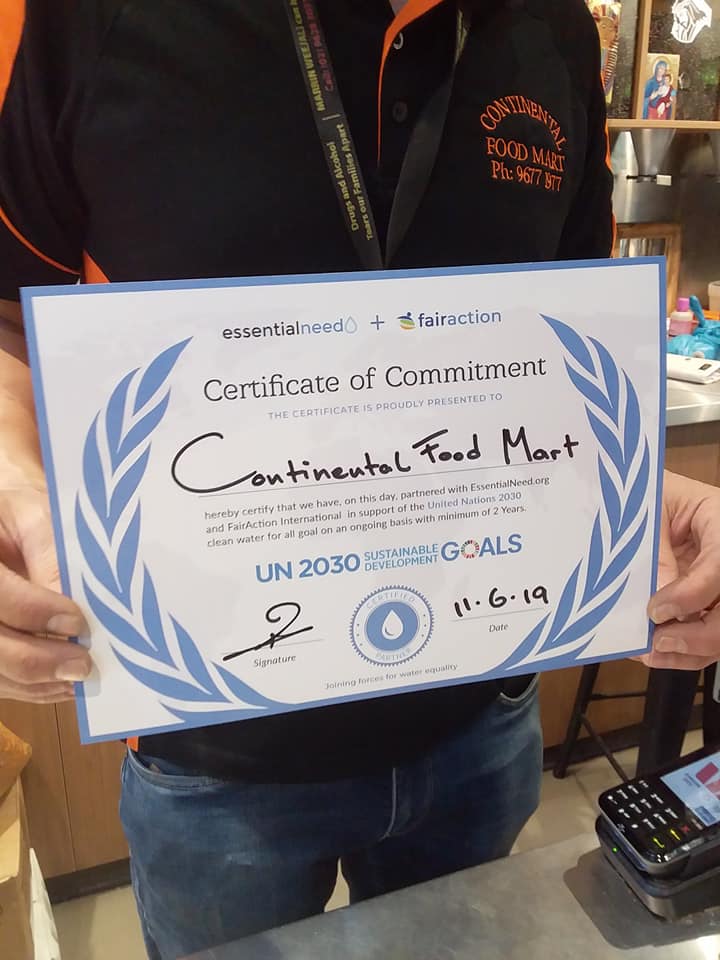 Drugs and Alcohol
Tears our Families Apart
CONTINENTAL
FOOD MART
Ph: 9677 1977
essentialneed + fairaction
Certificate of Commitment
THE CERTIFICATE IS PROUDLY PRESENTED TO
Continental Food Mart
hereby certify that we have, on this day, partnered with EssentialNeed.org
and FairAction International in support of the United Nations 2030
clean water for all goal on an ongoing basis with minimum of 2 Years.
UN 2030 SUSTAINABLE DEVELOPMENT GOALS
CERTIFIED
PARTNER
11.6.19
Signature
Date
Joining forces for water equality